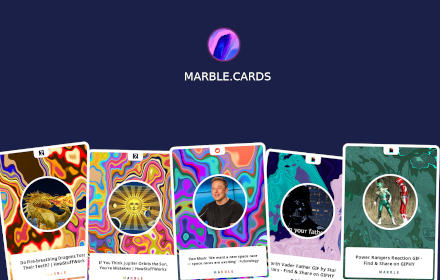 MARBLE.CARDS
Do Fire-breathing Dragons Torch
Their Teeth? | HowStuffWorks
MARBLE
If You Think Jupiter Orbits the Sun,
You're Mistaken | HowStuffWorks
MARBLE
Elon Musk: 'We want a new space race
— space races are exciting' - Futurology
MARBLE
your father
Darth Vader Father GIF by Star
Wars - Find & Share on GIPHY
MARBLE
Power Rangers Reaction GIF -
Find & Share on GIPHY
MARBLE